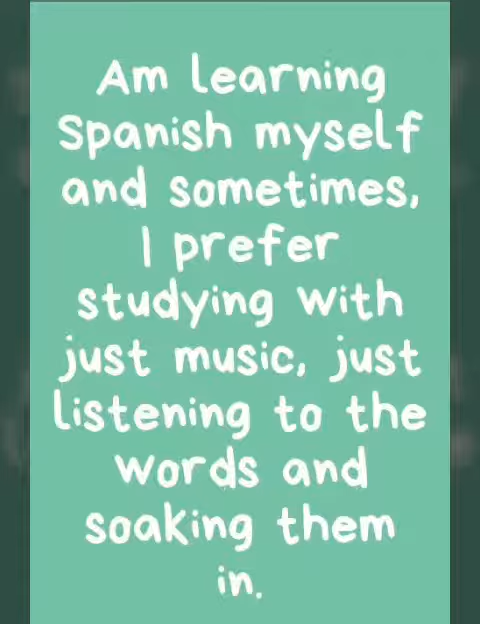 Am learning
Spanish myself
and sometimes,
I prefer
studying with
just music, just
listening to the
words and
soaking them
in.